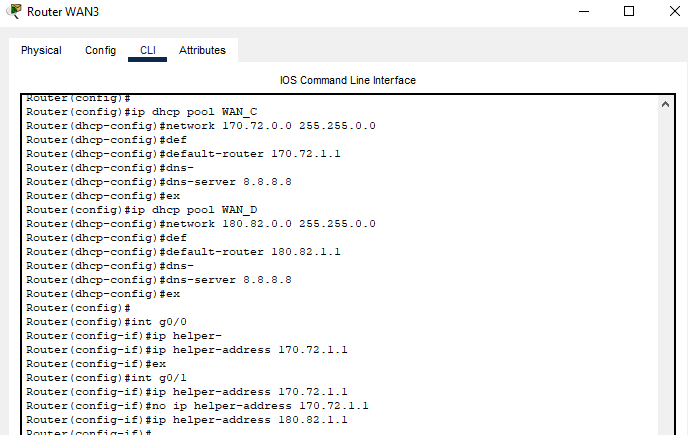 Router WAN3
Physical Config CLI Attributes
IOS Command Line Interface
Router(config)#
Router(config)#ip dhcp pool WAN_C
Router(dhcp-config)#network 170.72.0.0 255.255.0.0
Router(dhcp-config)#def
Router(dhcp-config)#default-router 170.72.1.1
Router(dhcp-config)#dns-
Router(dhcp-config)#dns-server 8.8.8.8
Router(dhcp-config)#ex
Router(config)#ip dhcp pool WAN_D
Router(dhcp-config)#network 180.82.0.0 255.255.0.0
Router(dhcp-config)#def
Router(dhcp-config)#default-router 180.82.1.1
Router(dhcp-config)#dns-
Router(dhcp-config)#dns-server 8.8.8.8
Router(dhcp-config)#ex
Router(config)#
Router(config)#int g0/0
Router(config-if)#ip helper-
Router(config-if)#ip helper-address 170.72.1.1
Router(config-if)#ex
Router(config)#int g0/1
Router(config-if)#ip helper-address 170.72.1.1
Router(config-if)#no ip helper-address 170.72.1.1
Router(config-if)#ip helper-address 180.82.1.1
Router(config-if)#